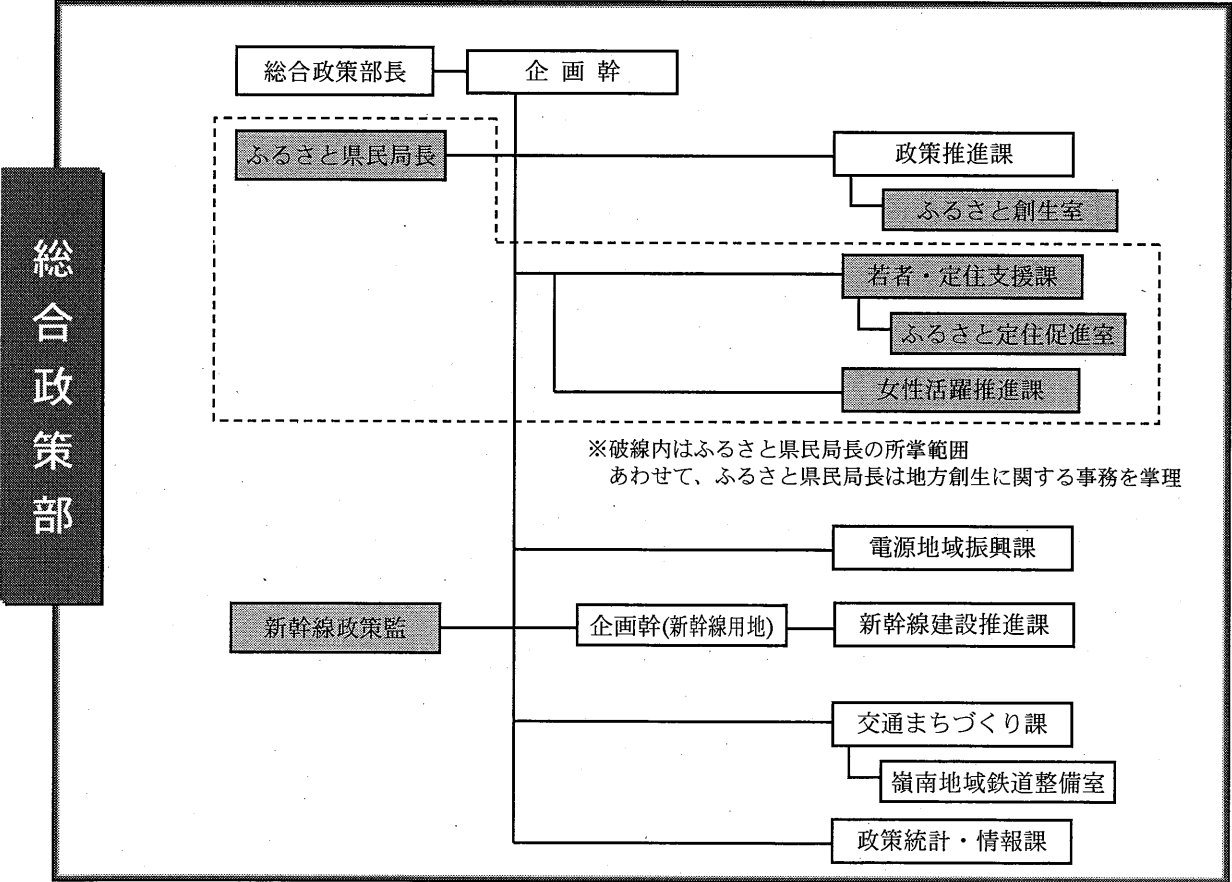 総合政策部
総合政策部長
企画幹
ふるさと県民局長
政策推進課
ふるさと創生室
若者・定住支援課
ふるさと定住促進室
女性活躍推進課
※破線内はふるさと県民局長の所掌範囲
あわせて、ふるさと県民局長は地方創生に関する事務を掌理
電源地域振興課
新幹線政策監
企画幹(新幹線用地)
新幹線建設推進課
交通まちづくり課
嶺南地域鉄道整備室
政策統計・情報課